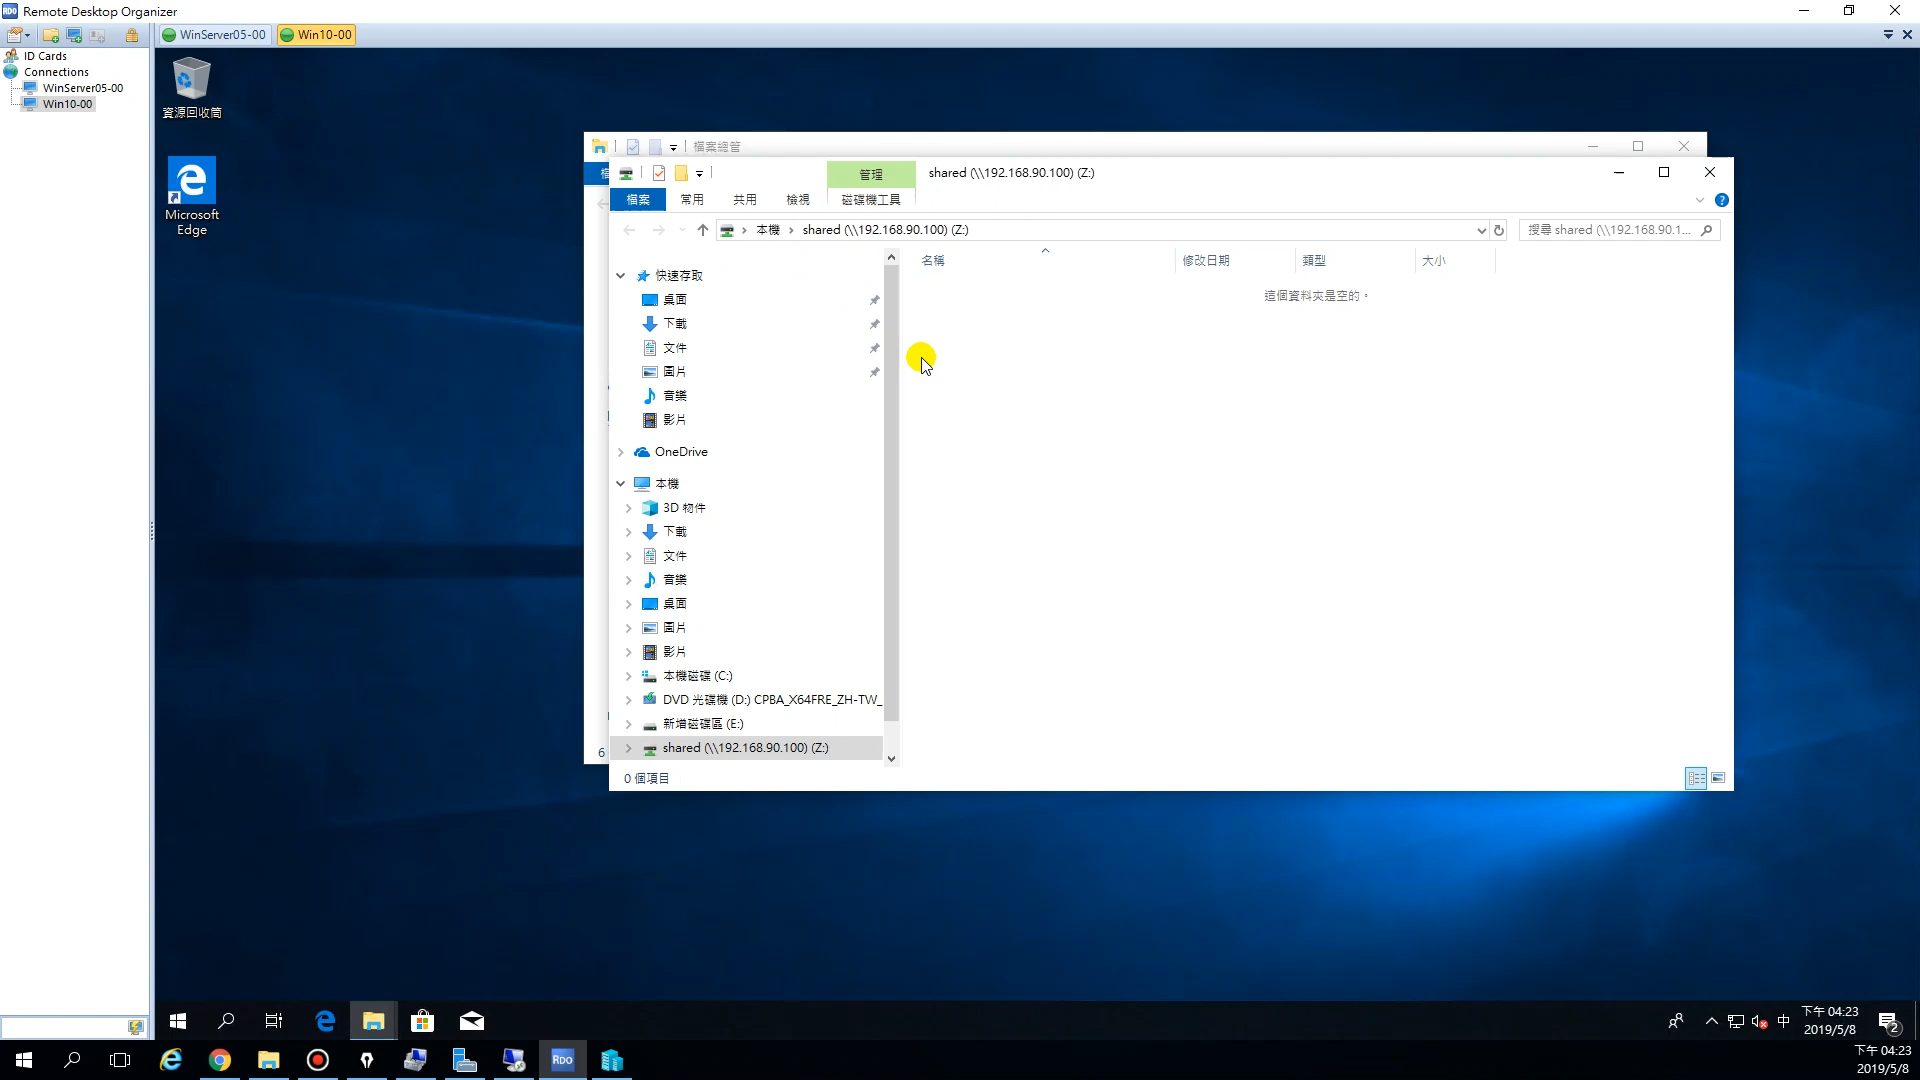 Remote Desktop Organizer
WinServer05-00
Win10-00
ID Cards
Connections
WinServer05-00
Win10-00
資源回收筒
Microsoft
Edge
檔案總管
管理
shared (\\192.168.90.100) (Z:)
檔案
常用
共用
檢視
磁碟機工具
本機
shared (\\192.168.90.100) (Z:)
搜尋 shared (\\192.168.90.1...
名稱
修改日期
類型
大小
這個資料夾是空的。
快速存取
桌面
下載
文件
圖片
音樂
影片
OneDrive
本機
3D 物件
下載
文件
音樂
桌面
圖片
影片
本機磁碟 (C:)
DVD 光碟機 (D:) CPBA_X64FRE_ZH-TW_
新增磁碟區 (E:)
shared (\\192.168.90.100) (Z:)
6
0 個項目
中
下午 04:23
2019/5/8
2
RDO
下午 04:23
2019/5/8